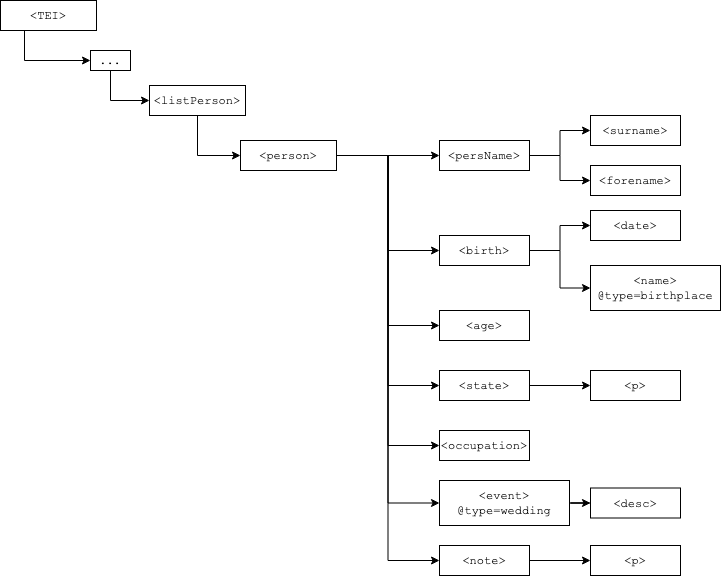 <TEI>
...
<listPerson>
<person>
<persName>
<surname>
<forename>
<birth>
<date>
<name>
@type=birthplace
<age>
<state>
<p>
<occupation>
<event>
@type=wedding
<desc>
<note>
<p>